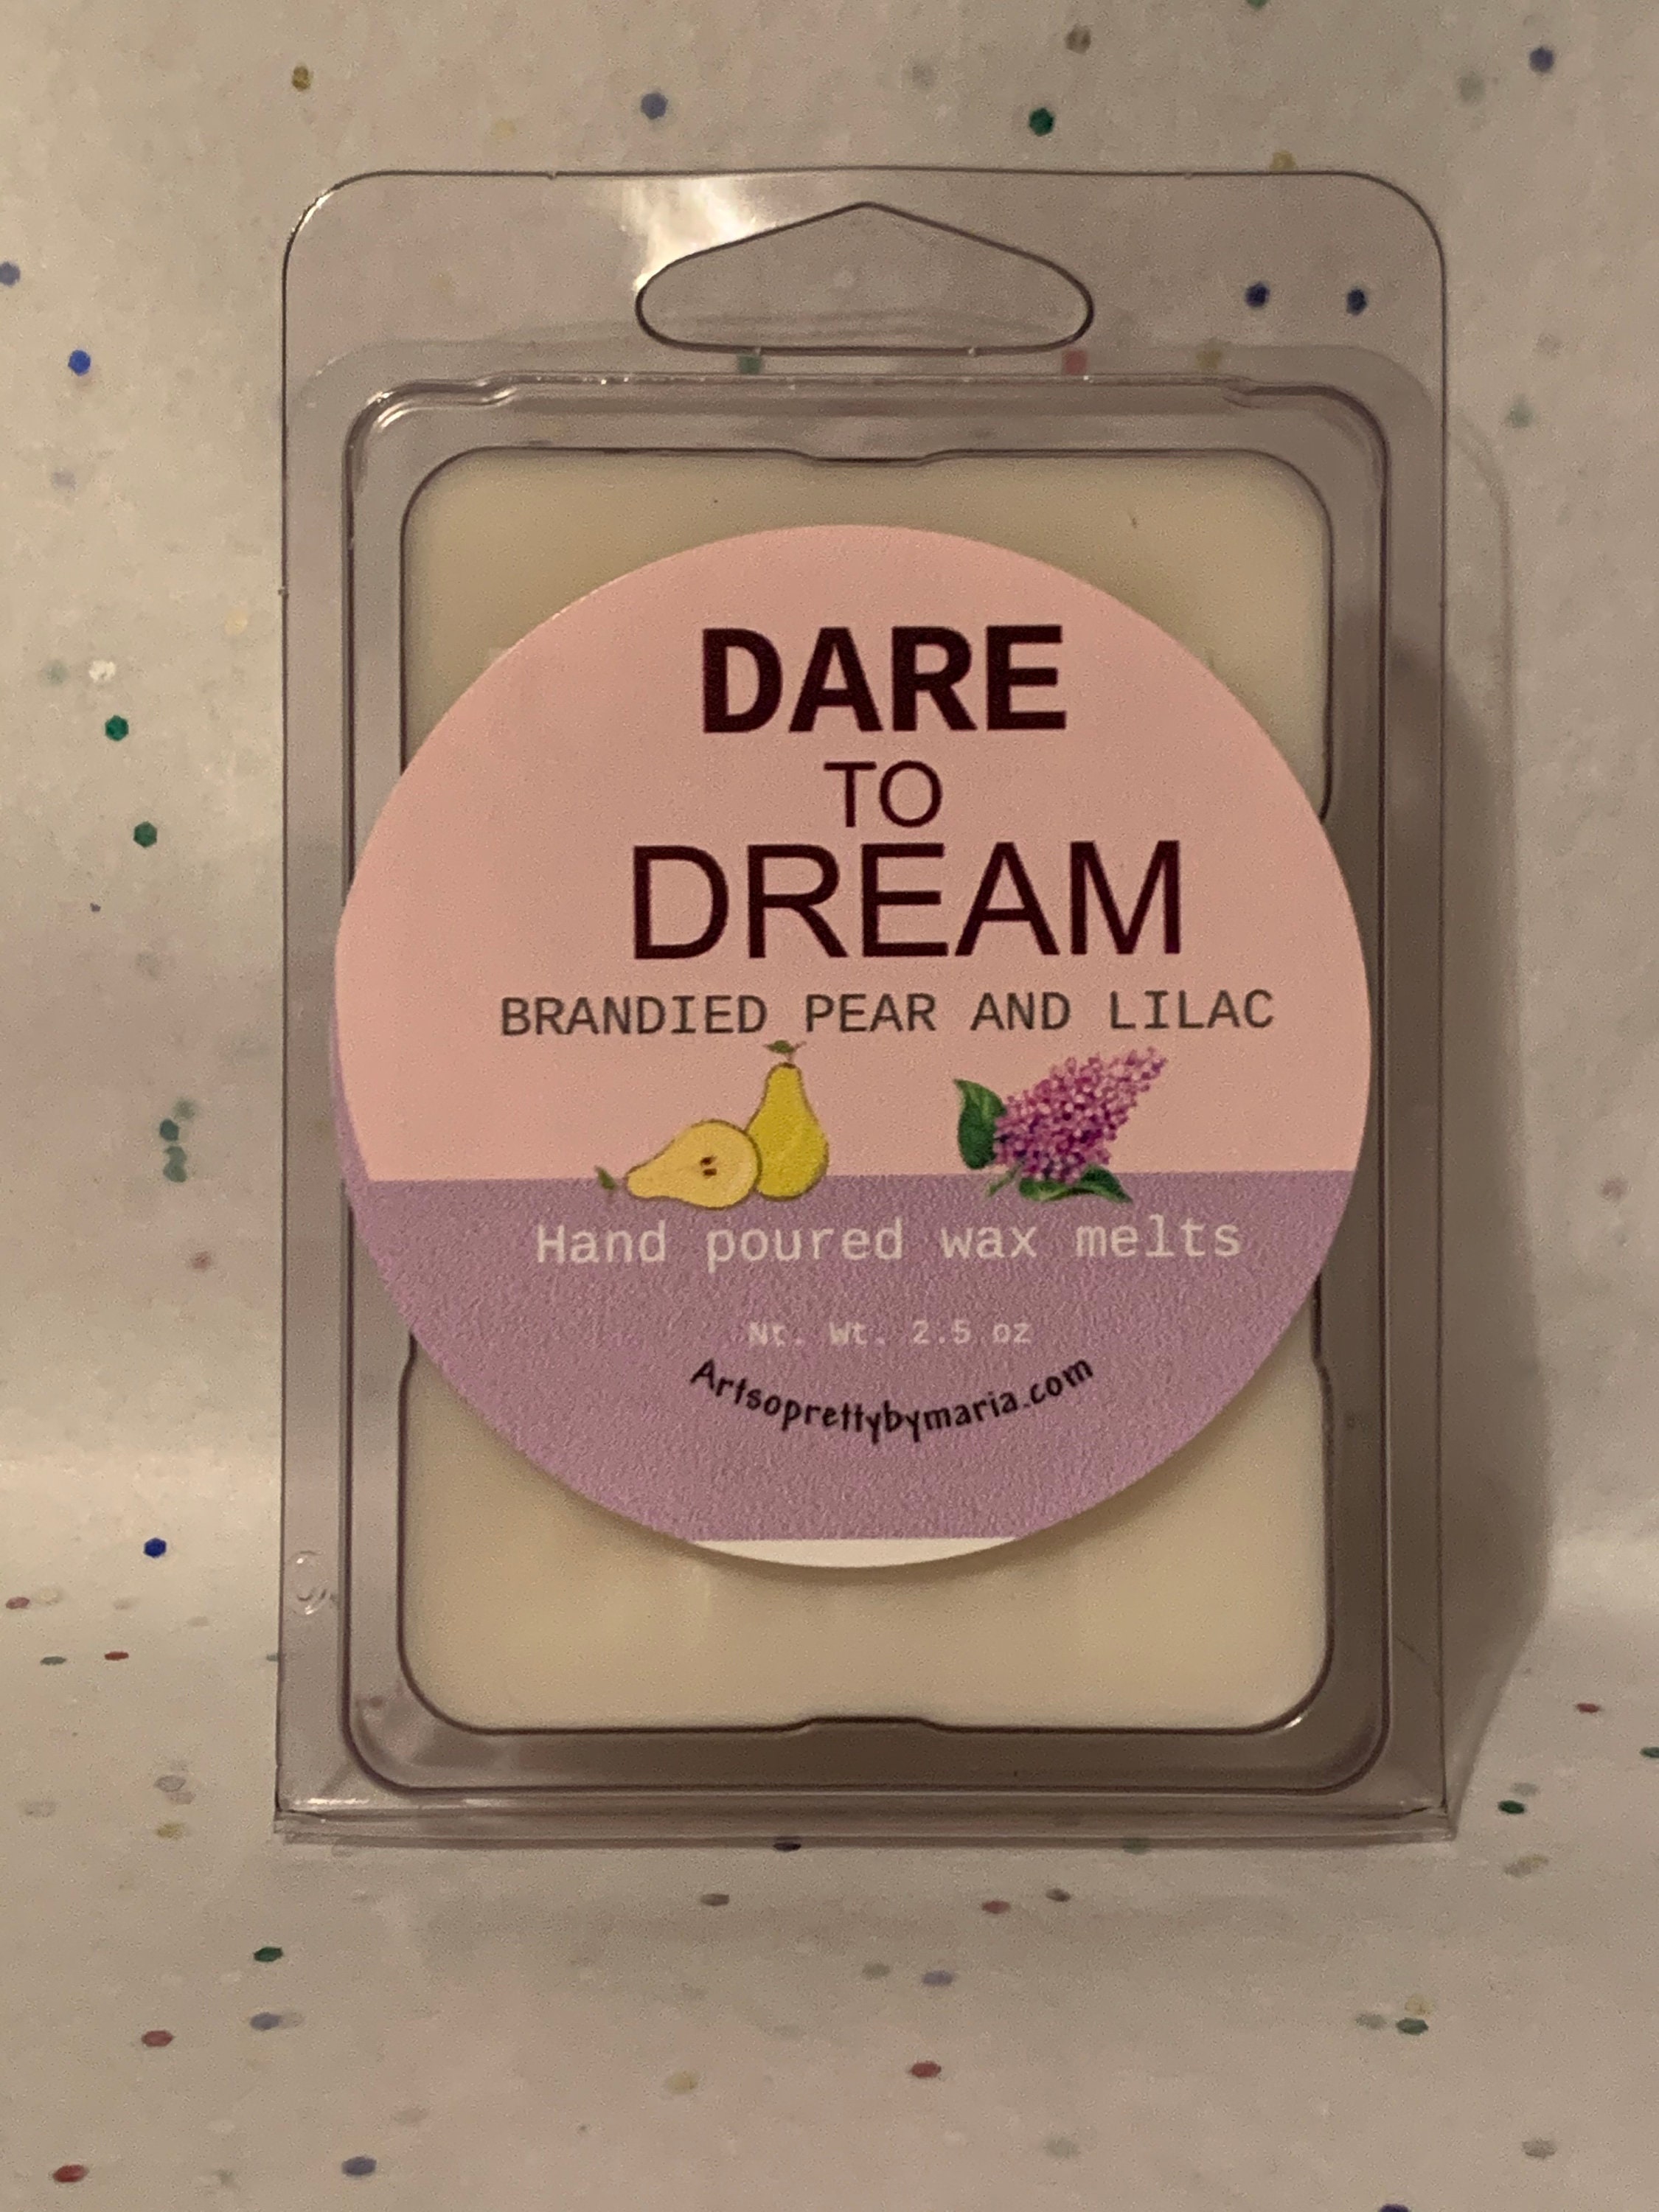 DARE
TO
DREAM
BRANDIED PEAR AND LILAC
Hand poured wax melts
Nt. Wt. 2.5 oz
Artsoprettybymaria.com